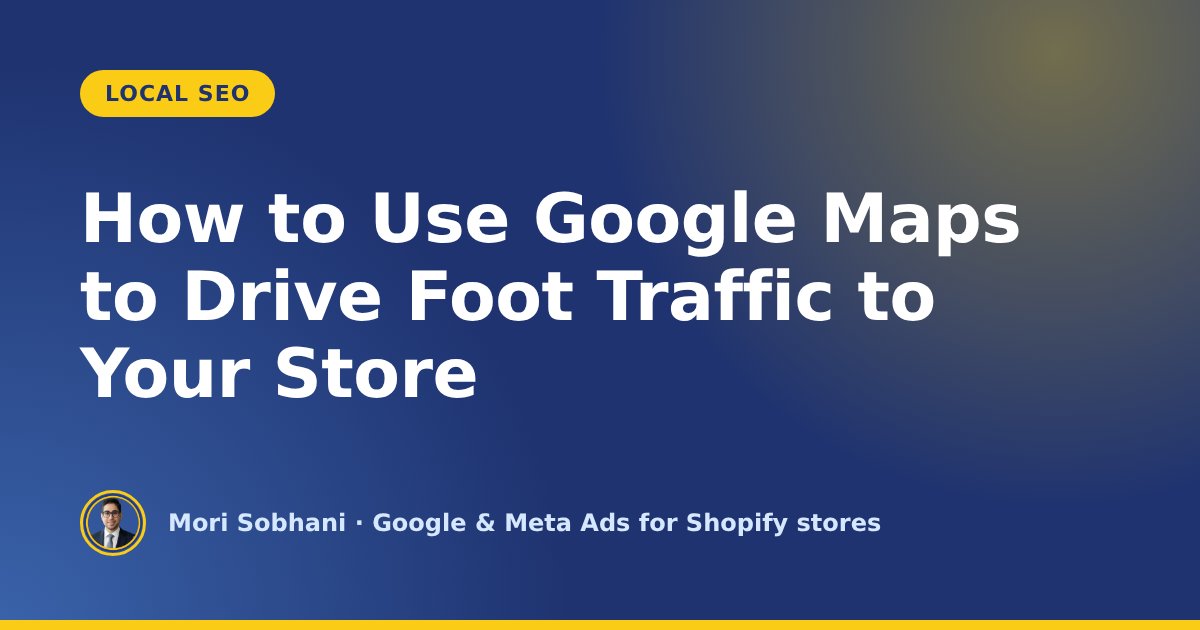 LOCAL SEO
How to Use Google Maps
to Drive Foot Traffic to
Your Store
Mori Sobhani · Google & Meta Ads for Shopify stores